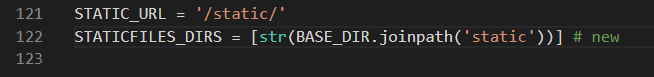 121 STATIC_URL = '/static/'
122 STATICFILES_DIRS = [str(BASE_DIR.joinpath('static'))] # new
123